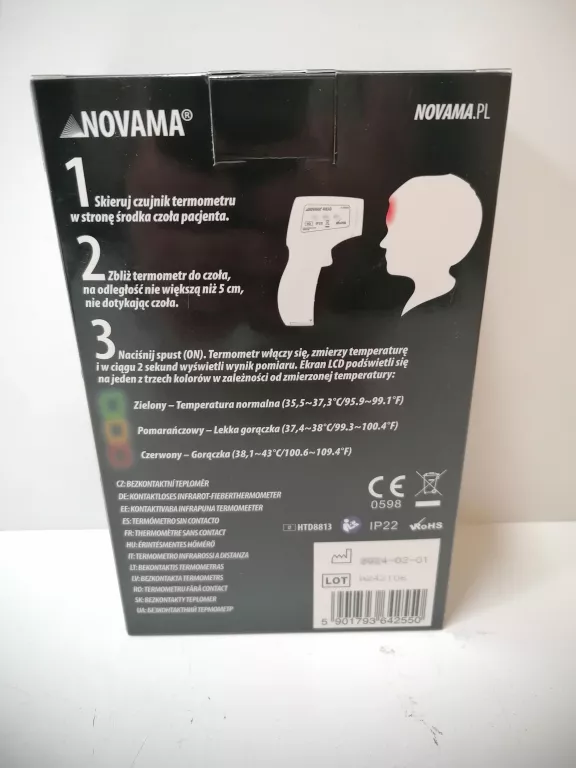 NOVAMA®
NOVAMA.PL
1 Skieruj czujnik termometru
w stronę środka czoła pacjenta.
2 Zbliż termometr do czoła,
na odległość nie większą niż 5 cm,
nie dotykając czoła.
3 Naciśnij spust (ON). Termometr włączy się, zmierzy temperaturę
i w ciągu 2 sekund wyświetli wynik pomiaru. Ekran LCD podświetli się
na jeden z trzech kolorów w zależności od zmierzonej temperatury:
Zielony – Temperatura normalna (35,5~37,3°C/95.9~99.1°F)
Pomarańczowy – Lekka gorączka (37,4~38°C/99.3~100.4°F)
Czerwony – Gorączka (38,1~43°C/100.6~109.4°F)
CZ: BEZKONTAKTNÍ TEPLOMĚR
DE: KONTAKTLOSES INFRAROT-FIEBERTHERMOMETER
EE: KONTAKTIVABA INFRAPUNA TERMOMEETER
ES: TERMÓMETRO SIN CONTACTO
FR: THERMOMÈTRE SANS CONTACT
HU: ÉRINTÉSMENTES HŐMÉRŐ
IT: TERMOMETRO INFRAROSSI A DISTANZA
LT: BEKONTAKTIS TERMOMETRAS
LV: BEZKONTAKTA TERMOMETRS
RO: TERMOMETRU FĂRĂ CONTACT
SK: BEZKONTAKTY TEPLOMER
UA: БЕЗКОНТАКТНИЙ ТЕРМОМЕТР
CE
0598
HTD8813
IP22
RoHS
2024-02-01
LOT
5 901793 642550